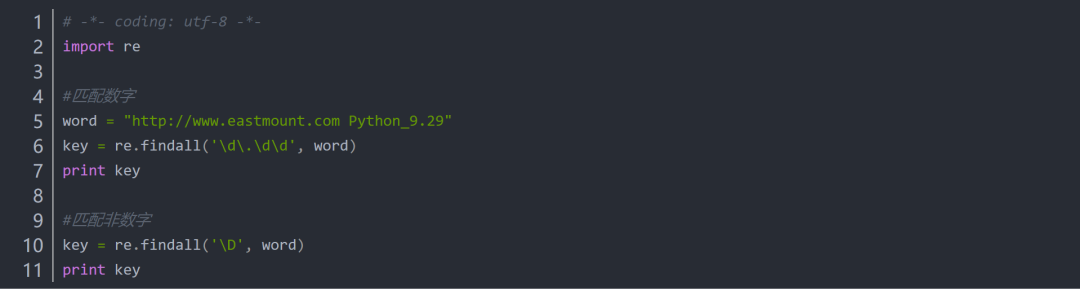 1 # -*- coding: utf-8 -*-
2 import re
3
4 #匹配数字
5 word = "http://www.eastmount.com Python_9.29"
6 key = re.findall('\d\.\d\d', word)
7 print key
8
9 #匹配非数字
10 key = re.findall('\D', word)
11 print key